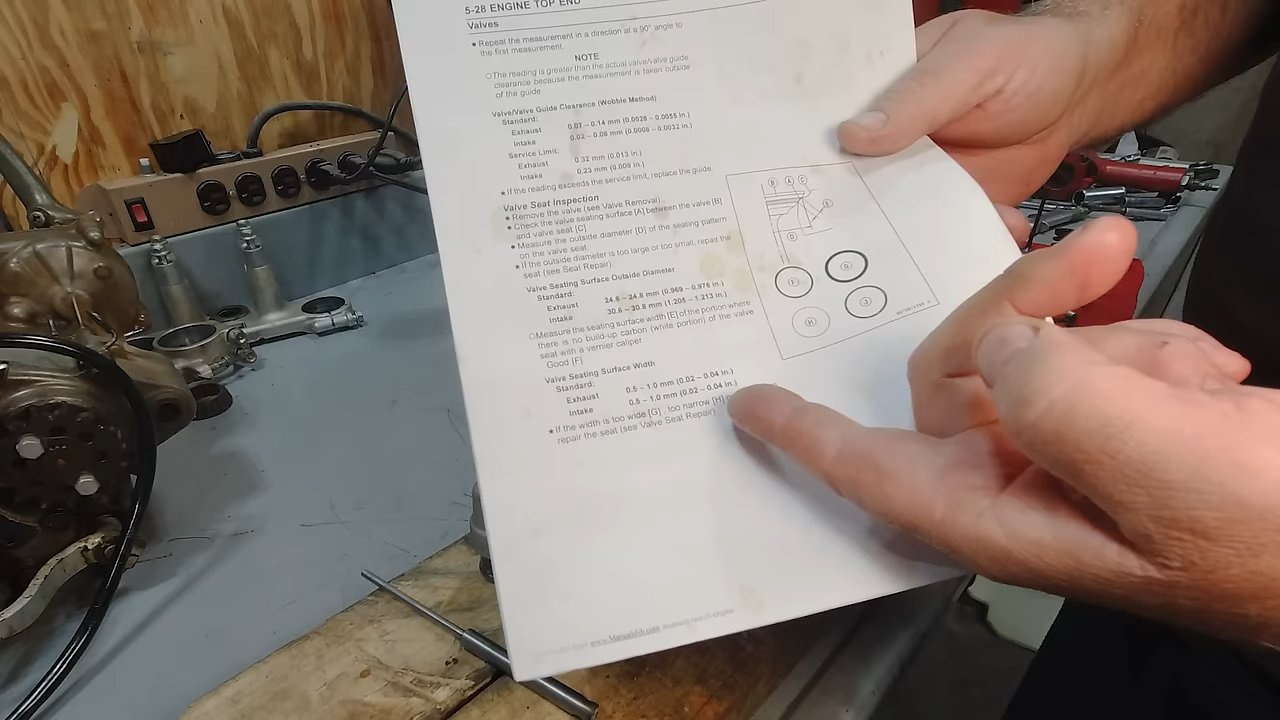 5-28 ENGINE TOP END
Valves
• Repeat the measurement in a direction at a 90° angle to
the first measurement.
NOTE
○The reading is greater than the actual valve/valve guide
clearance because the measurement is taken outside
of the guide.
Valve/Valve Guide Clearance (Wobble Method)
Standard:
Exhaust 0.07 – 0.14 mm (0.0028 – 0.0055 in.)
Intake 0.02 – 0.08 mm (0.0008 – 0.0032 in.)
Service Limit:
Exhaust 0.32 mm (0.013 in.)
Intake 0.23 mm (0.009 in.)
★If the reading exceeds the service limit, replace the guide
Valve Seat Inspection
• Remove the valve (see Valve Removal)
• Check the valve seating surface [A] between the valve [B]
and valve seat [C]
• Measure the outside diameter [D] of the seating pattern
on the valve seat.
★If the outside diameter is too large or too small, repair the
seat (see Seat Repair).
Valve Seating Surface Outside Diameter
Standard:
Exhaust 24.6 – 24.8 mm (0.969 – 0.976 in.)
Intake 30.6 – 30.8 mm (1.205 – 1.213 in.)
○Measure the seating surface width [E] of the portion where
there is no build-up carbon (white portion) of the valve
seat with a vernier caliper
Good [F]
Valve Seating Surface Width
Standard:
Exhaust 0.5 – 1.0 mm (0.02 – 0.04 in.)
Intake 0.5 – 1.0 mm (0.02 – 0.04 in.)
★If the width is too wide [G], too narrow [H]
repair the seat (see Valve Seat Repair)
B A C
E
D
F G
H J
www.Manualslib.com manuals search engine